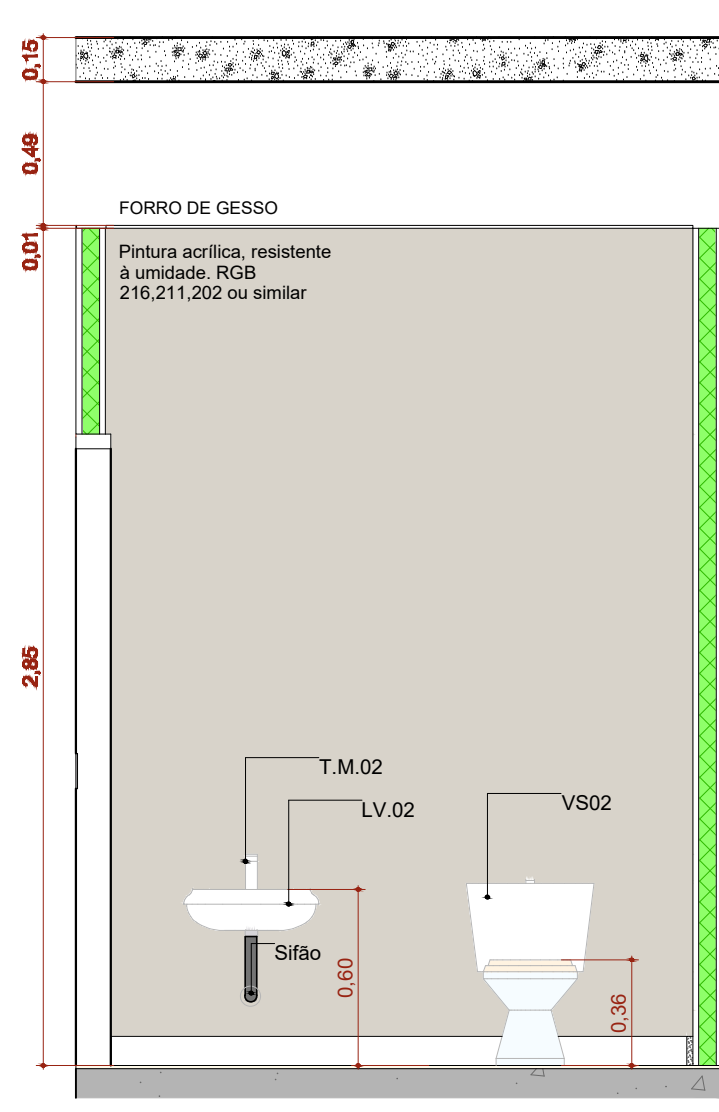 0,15
0,49
FORRO DE GESSO
0,01
Pintura acrílica, resistente
à umidade. RGB
216,211,202 ou similar
2,85
T.M.02
LV.02
VS02
Sifão
0,60
0,36